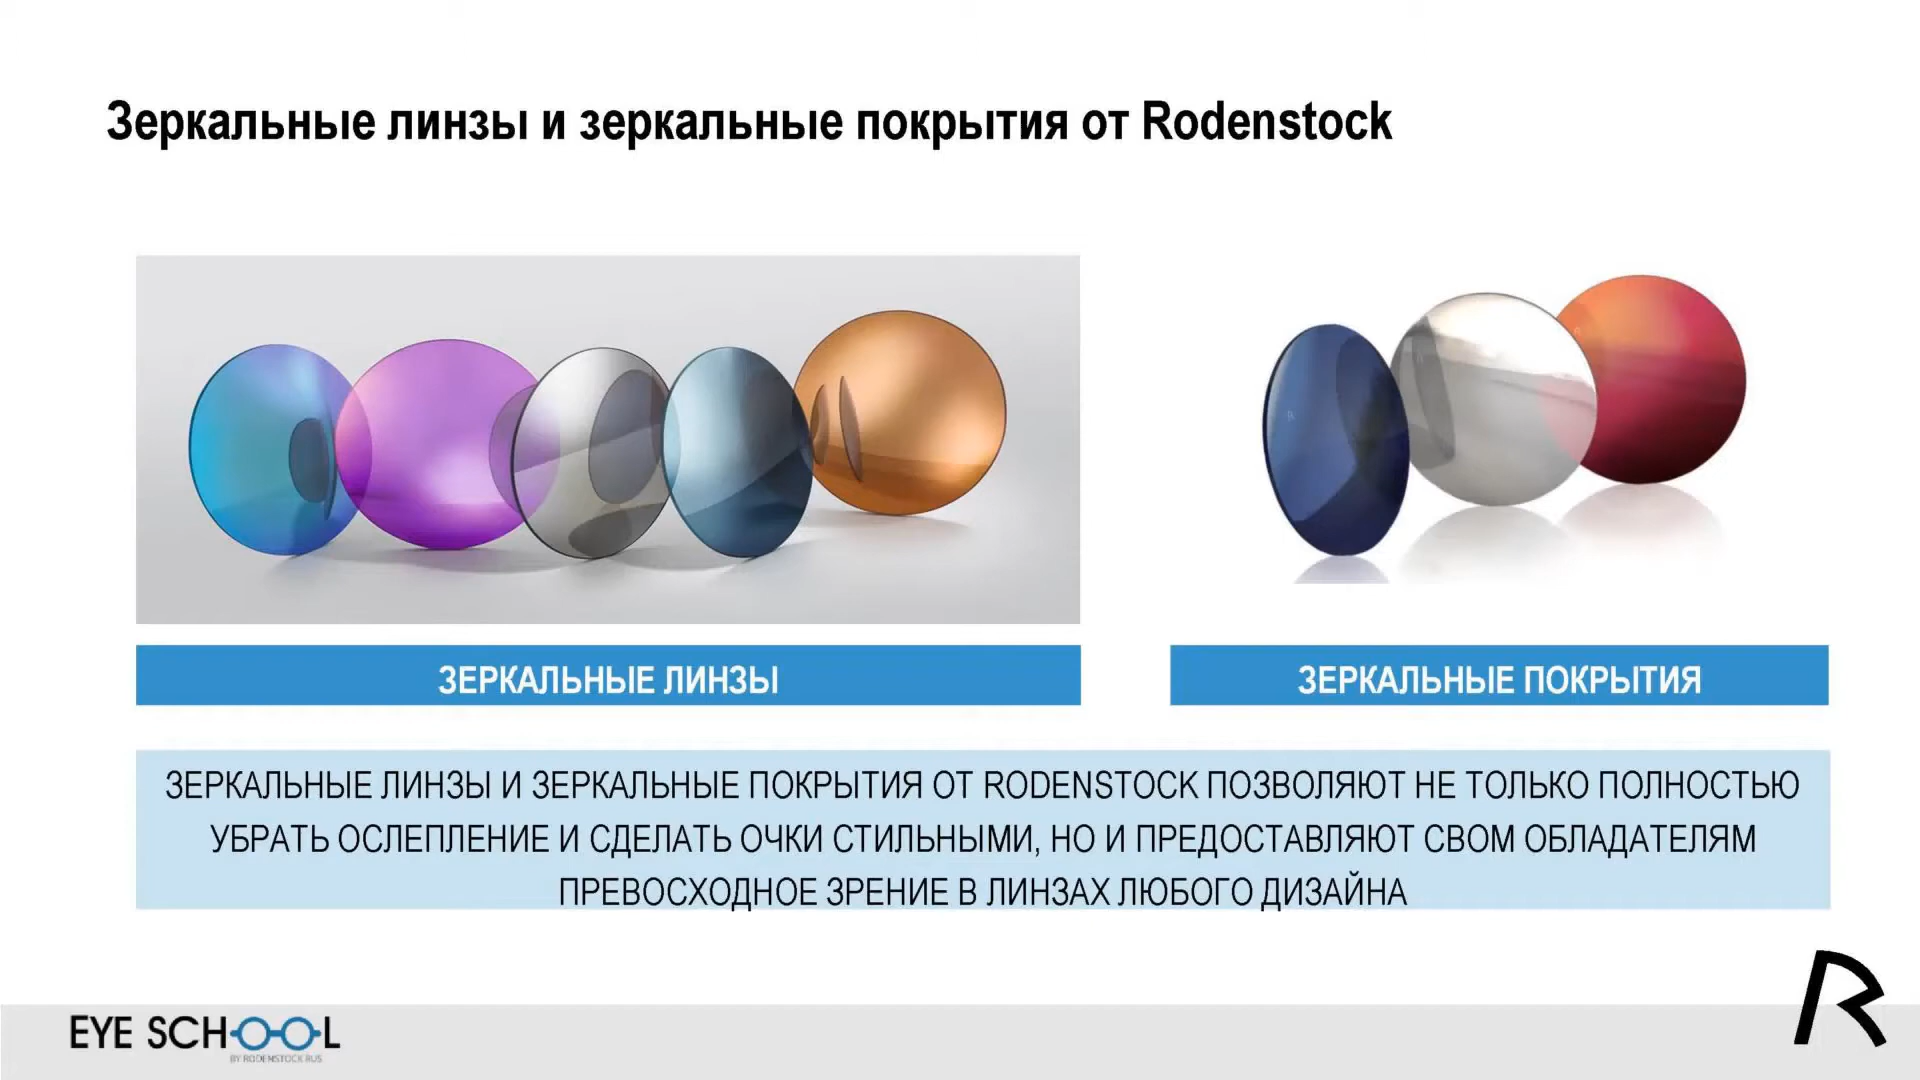 Зеркальные линзы и зеркальные покрытия от Rodenstock
ЗЕРКАЛЬНЫЕ ЛИНЗЫ
ЗЕРКАЛЬНЫЕ ПОКРЫТИЯ
ЗЕРКАЛЬНЫЕ ЛИНЗЫ И ЗЕРКАЛЬНЫЕ ПОКРЫТИЯ ОТ RODENSTOCK ПОЗВОЛЯЮТ НЕ ТОЛЬКО ПОЛНОСТЬЮ
УБРАТЬ ОСЛЕПЛЕНИЕ И СДЕЛАТЬ ОЧКИ СТИЛЬНЫМИ, НО И ПРЕДОСТАВЛЯЮТ СВОМ ОБЛАДАТЕЛЯМ
ПРЕВОСХОДНОЕ ЗРЕНИЕ В ЛИНЗАХ ЛЮБОГО ДИЗАЙНА
R
EYE SCHOOL
BY RODENSTOCK RUS